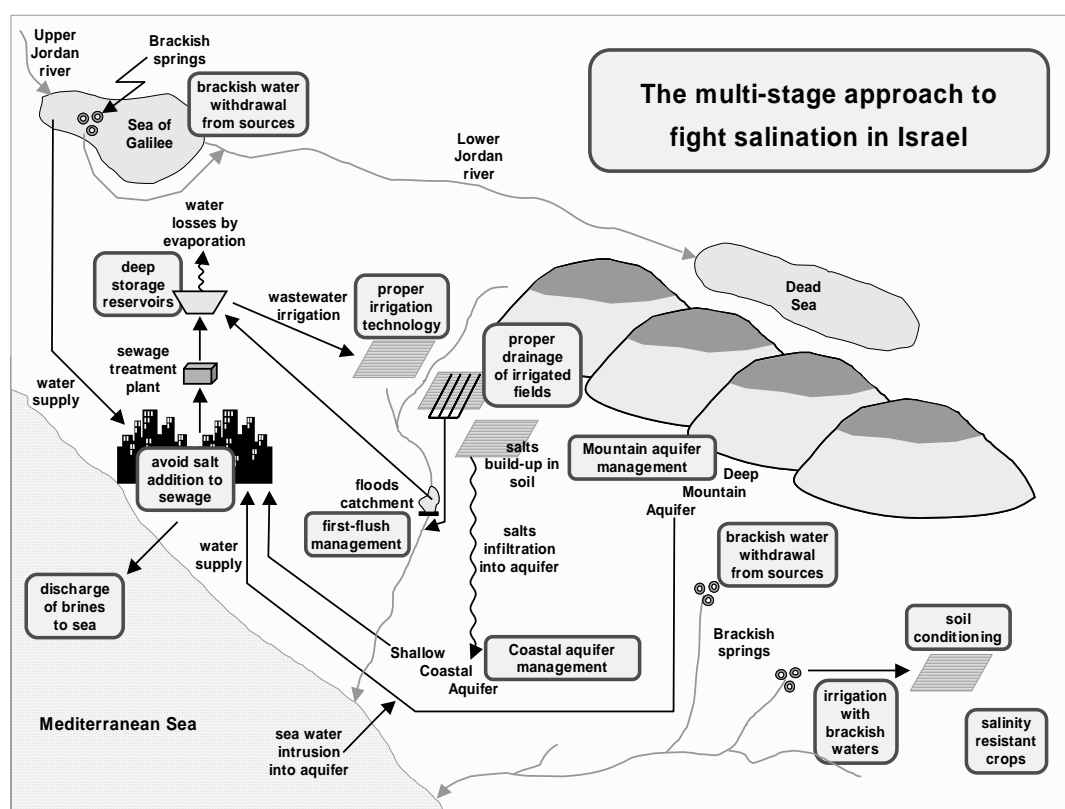 Upper
Jordan
river
Brackish
springs
brackish water
withdrawal
from sources
Sea of
Galilee
The multi-stage approach to
fight salination in Israel
Lower
Jordan
river
water
losses by
evaporation
deep
storage
reservoirs
wastewater
irrigation
proper
irrigation
technology
Dead
Sea
proper
drainage
of irrigated
fields
sewage
treatment
plant
water
supply
avoid salt
addition to
sewage
salts
build-up in
soil
Mountain aquifer
management
Deep
Mountain
Aquifer
floods
catchment
first-flush
management
water
supply
salts
infiltration
into aquifer
brackish water
withdrawal
from sources
discharge
of brines
to sea
soil
conditioning
Shallow
Coastal
Aquifer
Coastal aquifer
management
Brackish
springs
irrigation
with
brackish
waters
salinity
resistant
crops
Mediterranean Sea
sea water
intrusion
into aquifer